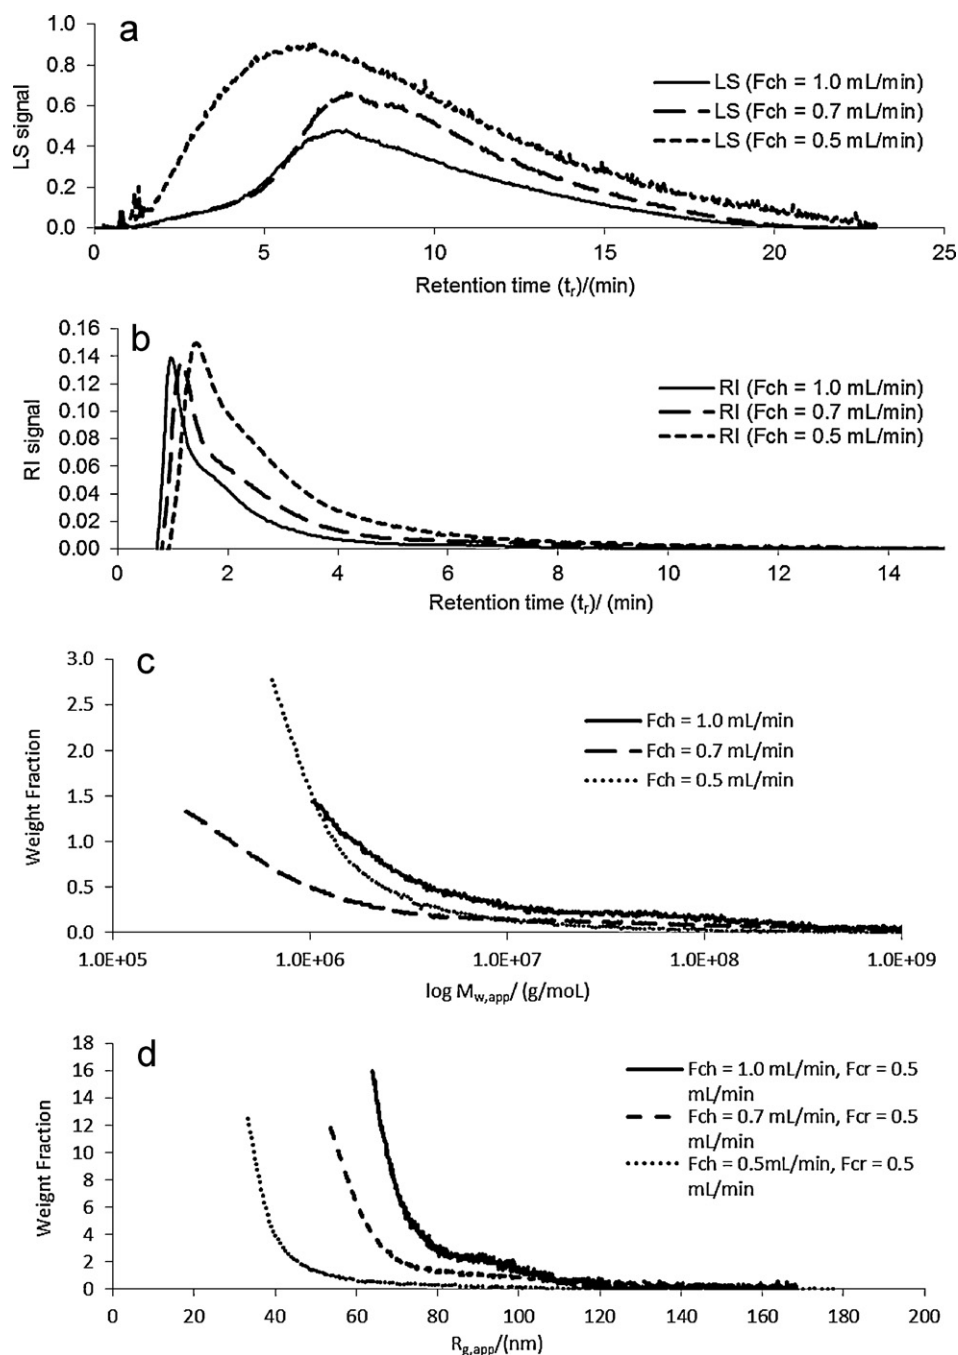 a
1.0
0.8
0.6
0.4
0.2
0.0
LS signal
LS (Fch = 1.0 mL/min)
LS (Fch = 0.7 mL/min)
LS (Fch = 0.5 mL/min)
0 5 10 15 20 25
Retention time (tr)/(min)
b
0.16
0.14
0.12
0.10
0.08
0.06
0.04
0.02
0.00
RI signal
RI (Fch = 1.0 mL/min)
RI (Fch = 0.7 mL/min)
RI (Fch = 0.5 mL/min)
0 2 4 6 8 10 12 14
Retention time (tr)/ (min)
c
3.0
2.5
2.0
1.5
1.0
0.5
0.0
Weight Fraction
Fch = 1.0 mL/min
Fch = 0.7 mL/min
Fch = 0.5 mL/min
1.0E+05 1.0E+06 1.0E+07 1.0E+08 1.0E+09
log Mw,app/ (g/moL)
d
18
16
14
12
10
8
6
4
2
0
Weignt Fraction
Fch = 1.0 mL/min, Fcr = 0.5
mL/min
Fch = 0.7 mL/min, Fcr = 0.5
mL/min
Fch = 0.5mL/min, Fcr = 0.5
mL/min
0 20 40 60 80 100 120 140 160 180 200
Rg,app/(nm)